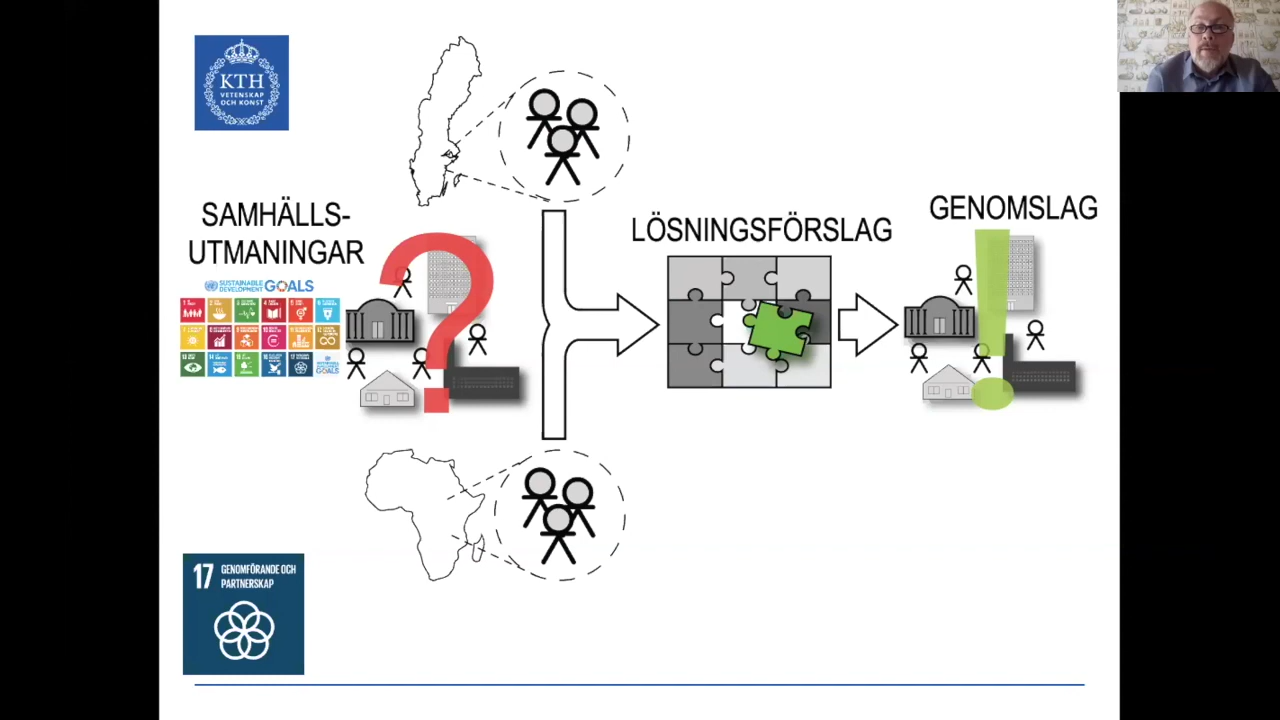 KTH
VETENSKAP
OCH KONST
SAMHÄLLS-
UTMANINGAR
SUSTAINABLE
DEVELOPMENT
GOALS
LÖSNINGSFÖRSLAG
GENOMSLAG
17 GENOMFÖRANDE OCH
PARTNERSKAP